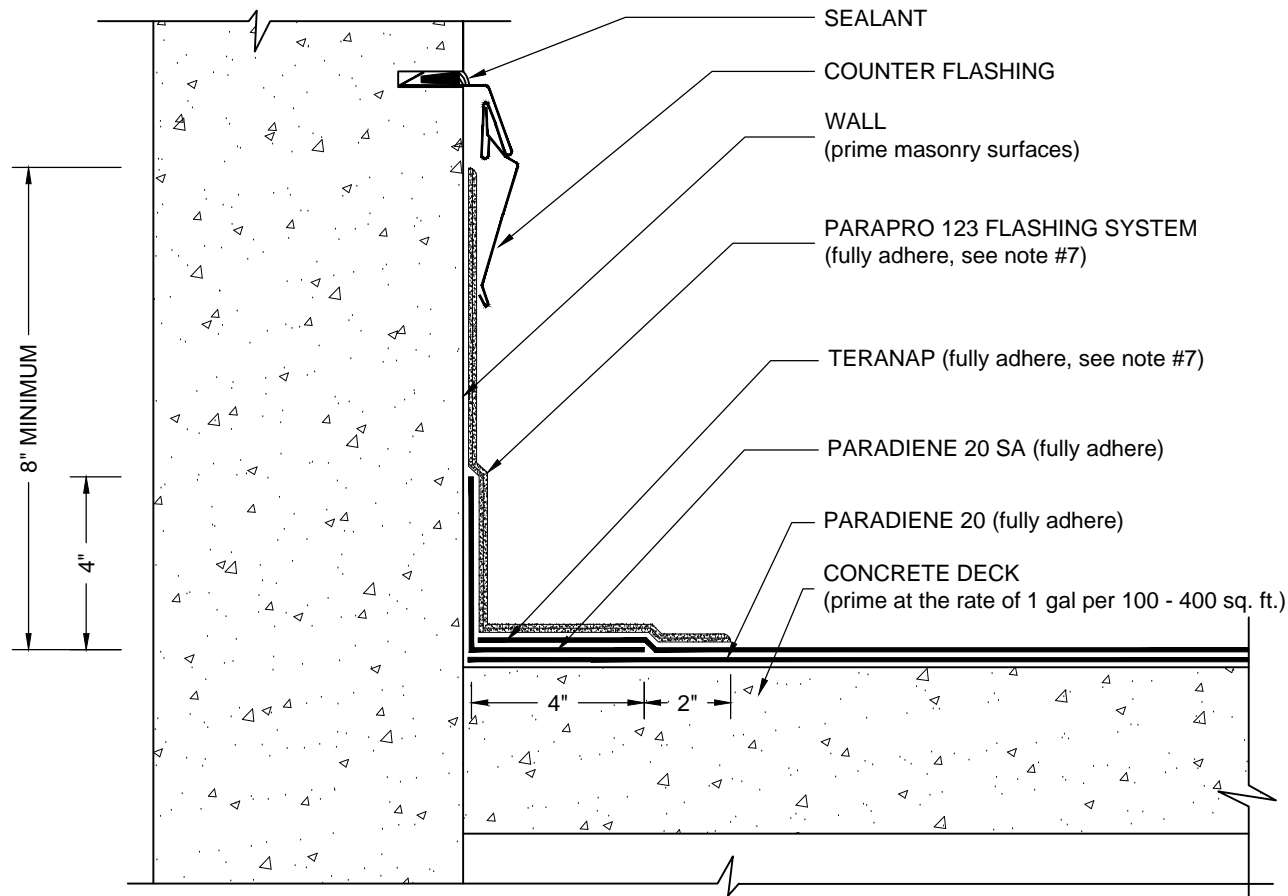 SEALANT
COUNTER FLASHING
WALL
(prime masonry surfaces)
PARAPRO 123 FLASHING SYSTEM
(fully adhere, see note #7)
TERANAP (fully adhere, see note #7)
PARADIENE 20 SA (fully adhere)
PARADIENE 20 (fully adhere)
CONCRETE DECK
(prime at the rate of 1 gal per 100 - 400 sq. ft.)
8" MINIMUM
4"
4"
2"